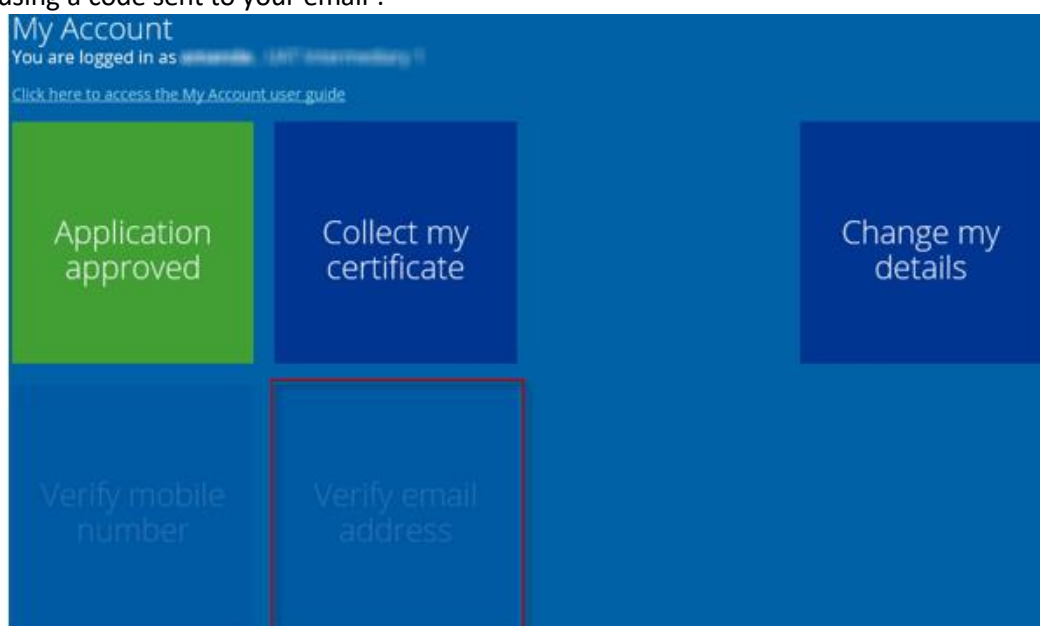 using a code sent to your email .
My Account
You are logged in as
Click here to access the My Account user guide
Application
approved
Collect my
certificate
Change my
details
Verify mobile
number
Verify email
address